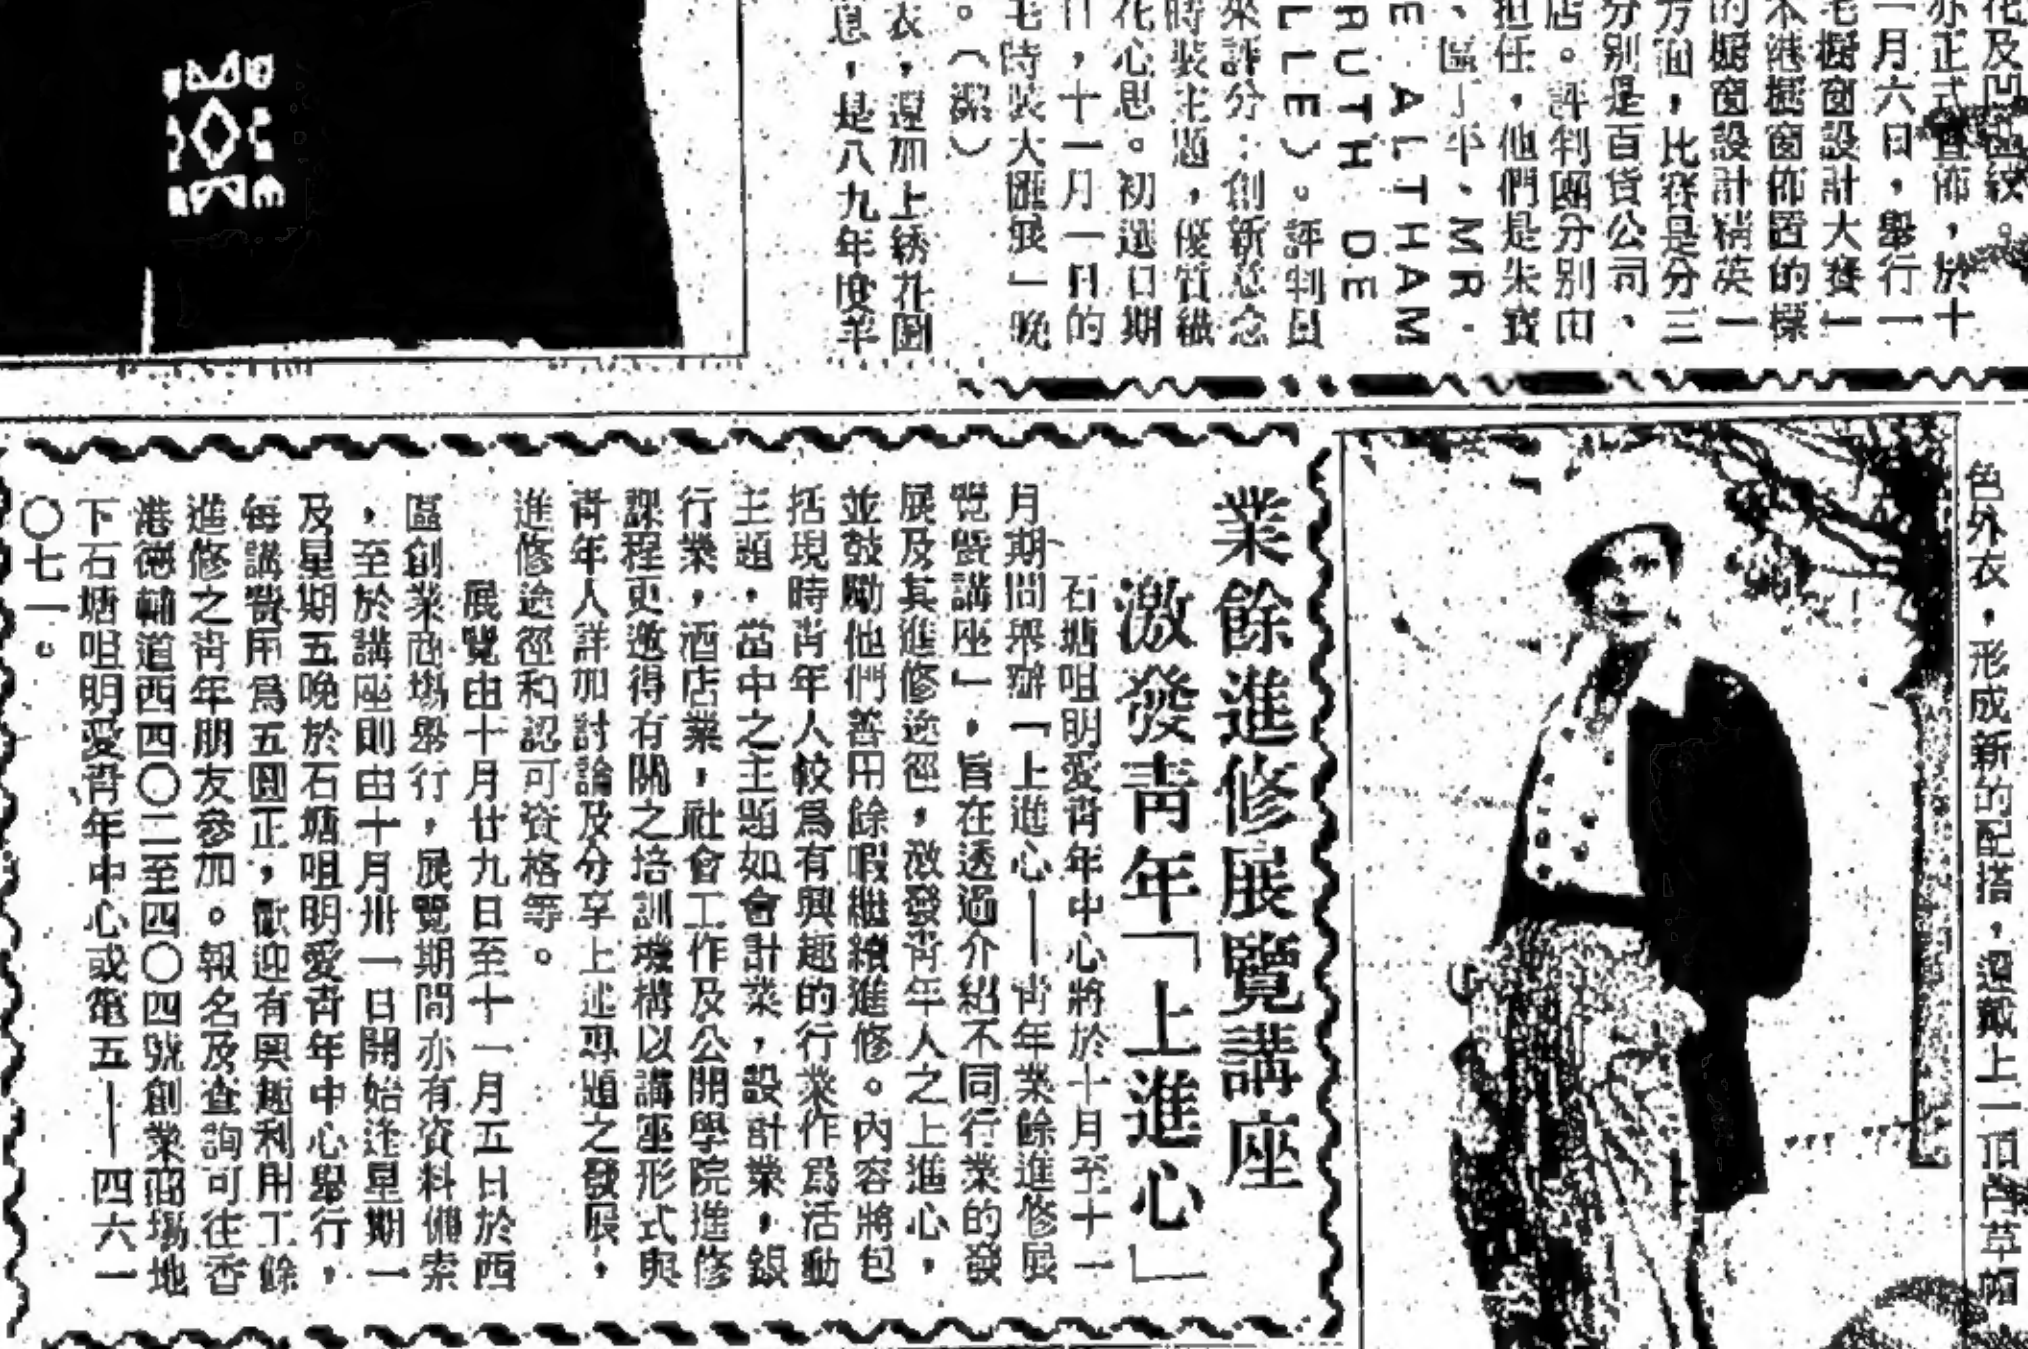 花及凹凸紋。
亦正式宣佈，於十
一月六日，舉行一
毛櫥窗設計大賽」
本港櫥窗佈置的標
的櫥窗設計精英一
方面，比賽是分三
分別是百貨公司、
店。評判團分別由
担任，他們是朱寶
MR.
E ALTHAM
RUTH DE
LLE）。評判員
來評分：創新意念
時裝主題，優質纖
花心思。初選日期
日，十一月一日的
毛時裝大匯展」晚
。（潔）
衣，還加上綉花圖
息，是八九年度羊
色外衣，形成新的配搭，還戴上一頂闩草帽
業餘進修展覽講座
激發青年「上進心」
石塘咀明愛青年中心將於十月至十一
月期間舉辦「上進心——青年業餘進修展
覽暨講座」，旨在透過介紹不同行業的發
展及其進修途徑，激發青年人之上進心，
並鼓勵他們善用餘暇繼續進修。內容將包
括現時青年人較為有興趣的行業作為活動
主題，當中之主題如會計業，設計業，銀
行業，酒店業，社會工作及公開學院進修
課程更邀得有關之培訓機構以講座形式與
青年人詳加討論及分享上述專題之發展，
進修途徑和認可資格等。
展覽由十月廿九日至十一月五日於西
區創業商場舉行，展覽期間亦有資料備索
，至於講座則由十月卅一日開始逢星期一
及星期五晚於石塘咀明愛青年中心舉行，
每講費用為五圓正，歡迎有興趣利用工餘
進修之青年朋友參加。報名及查詢可往香
港德輔道西四〇二至四〇四號創業商場地
下石塘咀明愛青年中心或電五——四六一
〇七一。